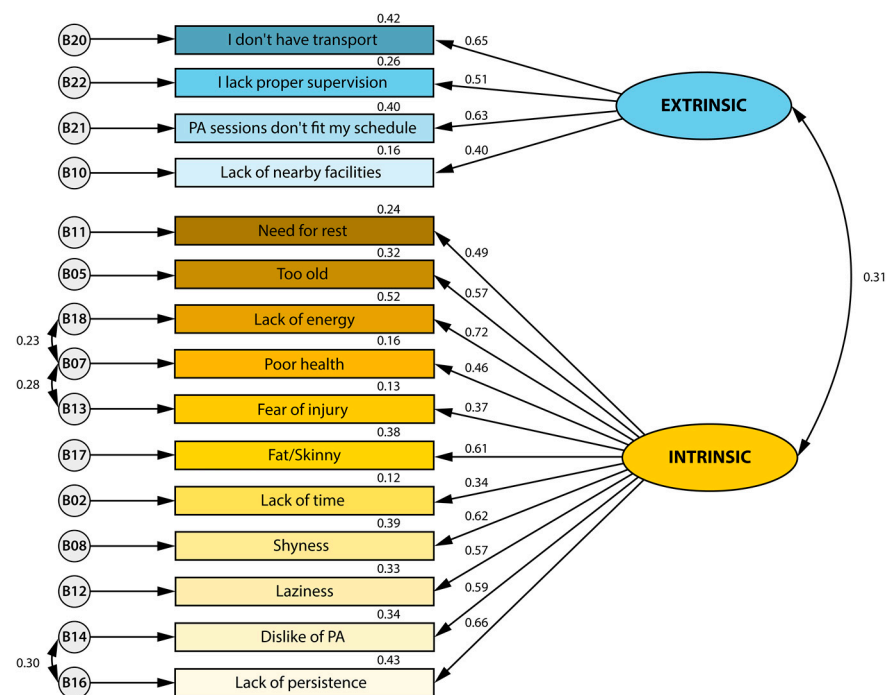 0.42
B20 I don't have transport 0.65
0.26
B22 I lack proper supervision 0.51
EXTRINSIC
0.40
B21 PA sessions don't fit my schedule 0.63
0.16
B10 Lack of nearby facilities 0.40
0.24
B11 Need for rest 0.49
0.32
B05 Too old 0.57
0.31
0.52
B18 Lack of energy 0.72
0.23
0.16
B07 Poor health 0.46
0.28
0.13
B13 Fear of injury 0.37
0.38
B17 Fat/Skinny 0.61
INTRINSIC
0.12
B02 Lack of time 0.34
0.39
B08 Shyness 0.62
0.33
B12 Laziness 0.57
0.34
B14 Dislike of PA 0.59
0.30
0.43
B16 Lack of persistence 0.66